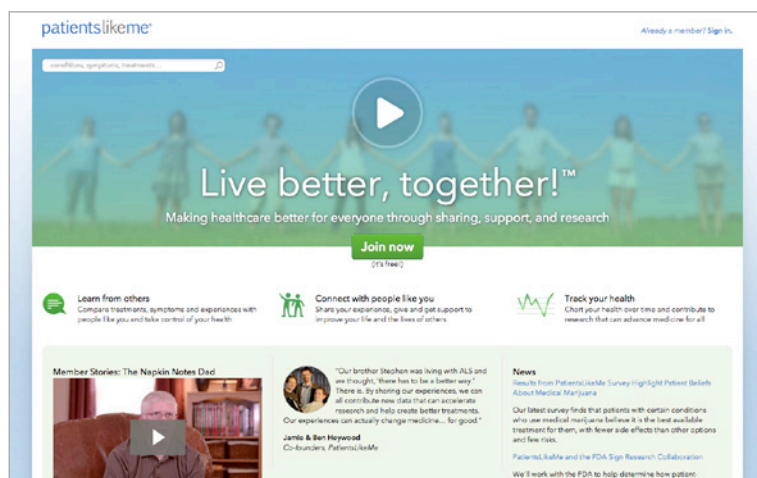 patientslikeme®
Already a member? Sign in.
conditions, symptoms, treatments...
Live better, together!™
Making healthcare better for everyone through sharing, support, and research
Join now
(it's free!)
Learn from others
Compare treatments, symptoms and experiences with
people like you and take control of your health
Connect with people like you
Share your experience, give and get support to
improve your life and the lives of others
Track your health
Chart your health over time and contribute to
research that can advance medicine for all
Member Stories: The Napkin Notes Dad
"Our brother Stephen was living with ALS and
we thought, 'there has to be a better way.'
There is. By sharing our experiences, we can
all contribute new data that can accelerate
research and help create better treatments.
Our experiences can actually change medicine... for good."
Jamie & Ben Heywood
Co-founders, PatientsLikeMe
News
Results from PatientsLikeMe Survey Highlight Patient Beliefs
About Medical Marijuana
Our latest survey finds that patients with certain conditions
who use medical marijuana believe it is the best available
treatment for them, with fewer side effects than other options
and few risks.
PatientsLikeMe and the FDA Sign Research Collaboration
We'll work with the FDA to help determine how patient-